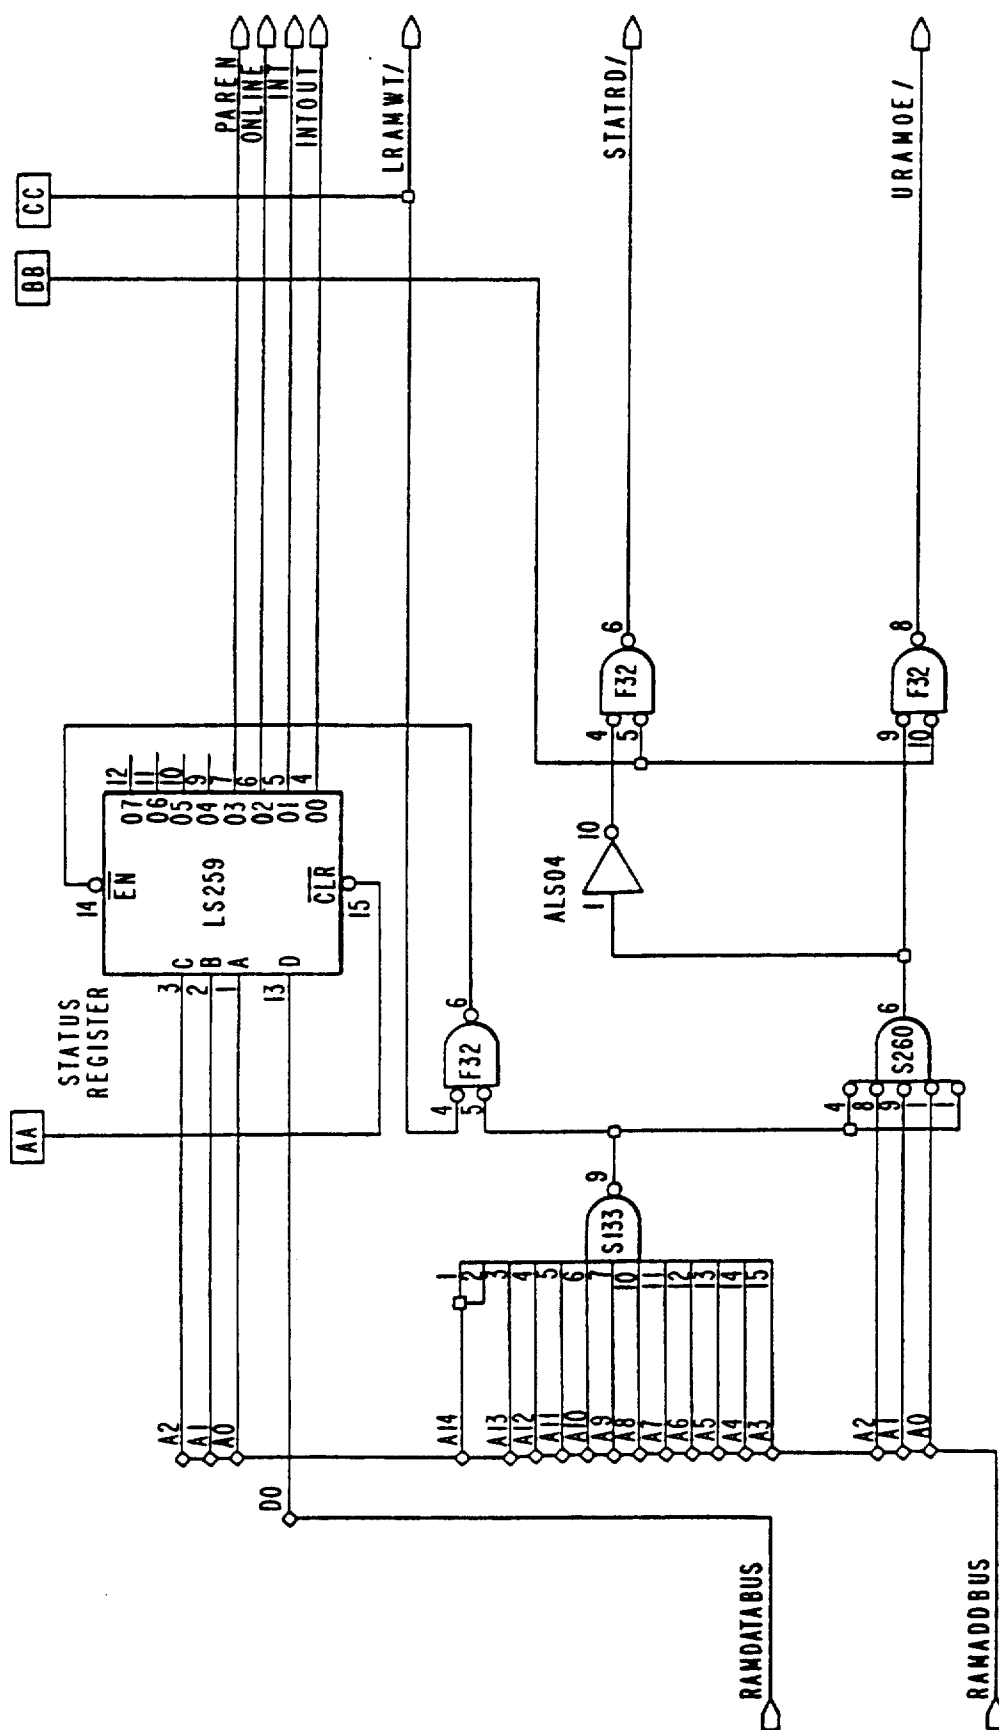 AA
BB
CC
STATUS
REGISTER
A2
A1
A0
D0
3
2
1
13
C
B
A
D
14
EN
LS259
CLR
15
O7
O6
O5
O4
O3
O2
O1
O0
12
11
10
9
7
6
5
4
PAREN
ONLINE
INT
INTOUT
LRAMWT/
4
5
F32
6
A14
A13
A12
A11
A10
A9
A8
A7
A6
A5
A4
A3
1
2
3
4
5
6
7
10
11
12
13
14
15
S133
9
ALS04
1
10
4
5
F32
6
STATRD/
A2
A1
A0
4
8
9
1
1
S260
6
9
10
F32
8
URAMOE/
RAMDATABUS
RAMADDBUS